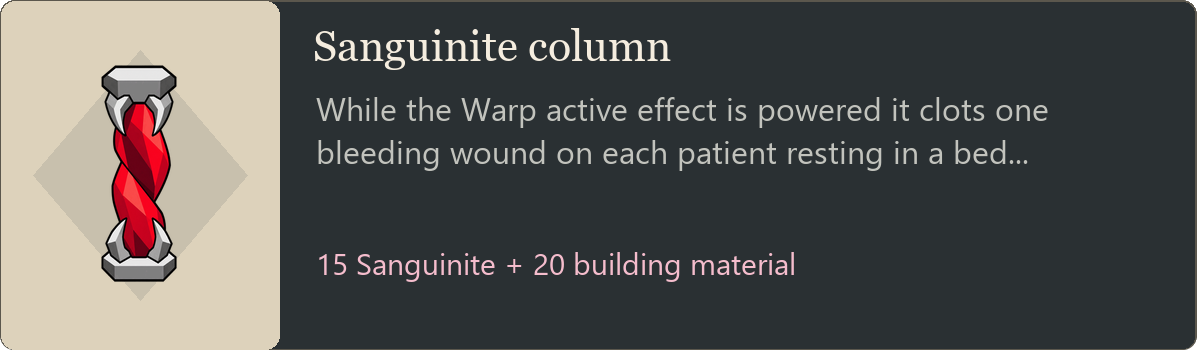 Sanguinite column
While the Warp active effect is powered it clots one
bleeding wound on each patient resting in a bed...
15 Sanguinite + 20 building material